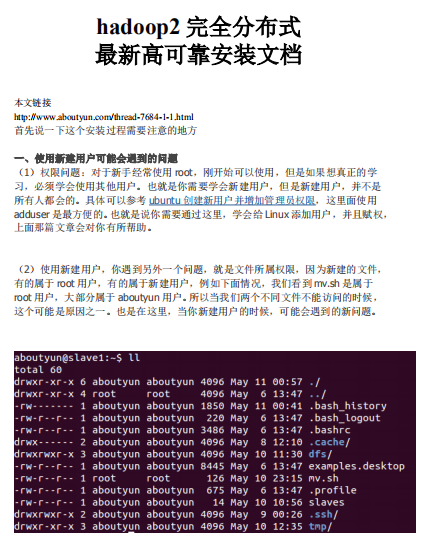 hadoop2 完全分布式
最新高可靠安装文档
本文链接
http://www.aboutyun.com/thread-7684-1-1.html
首先说一下这个安装过程需要注意的地方
一、使用新建用户可能会遇到的问题
（1）权限问题：对于新手经常使用 root，刚开始可以使用，但是如果想真正的学
习，必须学会使用其他用户。也就是你需要学会新建用户，但是新建用户，并不是
所有人都会的。具体可以参考 ubuntu 创建新用户并增加管理员权限，这里面使用
adduser 是最方便的。也就是说你需要通过这里，学会给 Linux 添加用户，并且赋权，
上面那篇文章会对你有所帮助。
（2）使用新建用户，你遇到另外一个问题，就是文件所属权限，因为新建的文件，
有的属于 root 用户，有的属于新建用户，例如下面情况，我们看到 mv.sh 是属于
root 用户，大部分属于 aboutyun 用户。所以当我们两个不同文件不能访问的时候，
这个可能是原因之一。也是在这里，当你新建用户的时候，可能会遇到的新问题。
aboutyun@slave1:~$ ll
total 60
drwxr-xr-x 6 aboutyun aboutyun 4096 May 11 00:57 ./
drwxr-xr-x 4 root     root     4096 May  6 13:47 ../
-rw------- 1 aboutyun aboutyun 1850 May 11 00:41 .bash_history
-rw-r--r-- 1 aboutyun aboutyun  220 May  6 13:47 .bash_logout
-rw-r--r-- 1 aboutyun aboutyun 3486 May  6 13:47 .bashrc
drwx------ 2 aboutyun aboutyun 4096 May  8 12:10 .cache/
drwxrwxr-x 3 aboutyun aboutyun 4096 May 10 11:30 dfs/
-rw-r--r-- 1 aboutyun aboutyun 8445 May  6 13:47 examples.desktop
-rw-r--r-- 1 root     root      126 May 10 23:15 mv.sh
-rw-r--r-- 1 aboutyun aboutyun  675 May  6 13:47 .profile
-rw-r--r-- 1 aboutyun aboutyun   14 May 10 10:56 slaves
drwxrwxr-x 2 aboutyun aboutyun 4096 May  9 00:26 .ssh/
drwxrwxr-x 3 aboutyun aboutyun 4096 May 10 12:35 tmp/